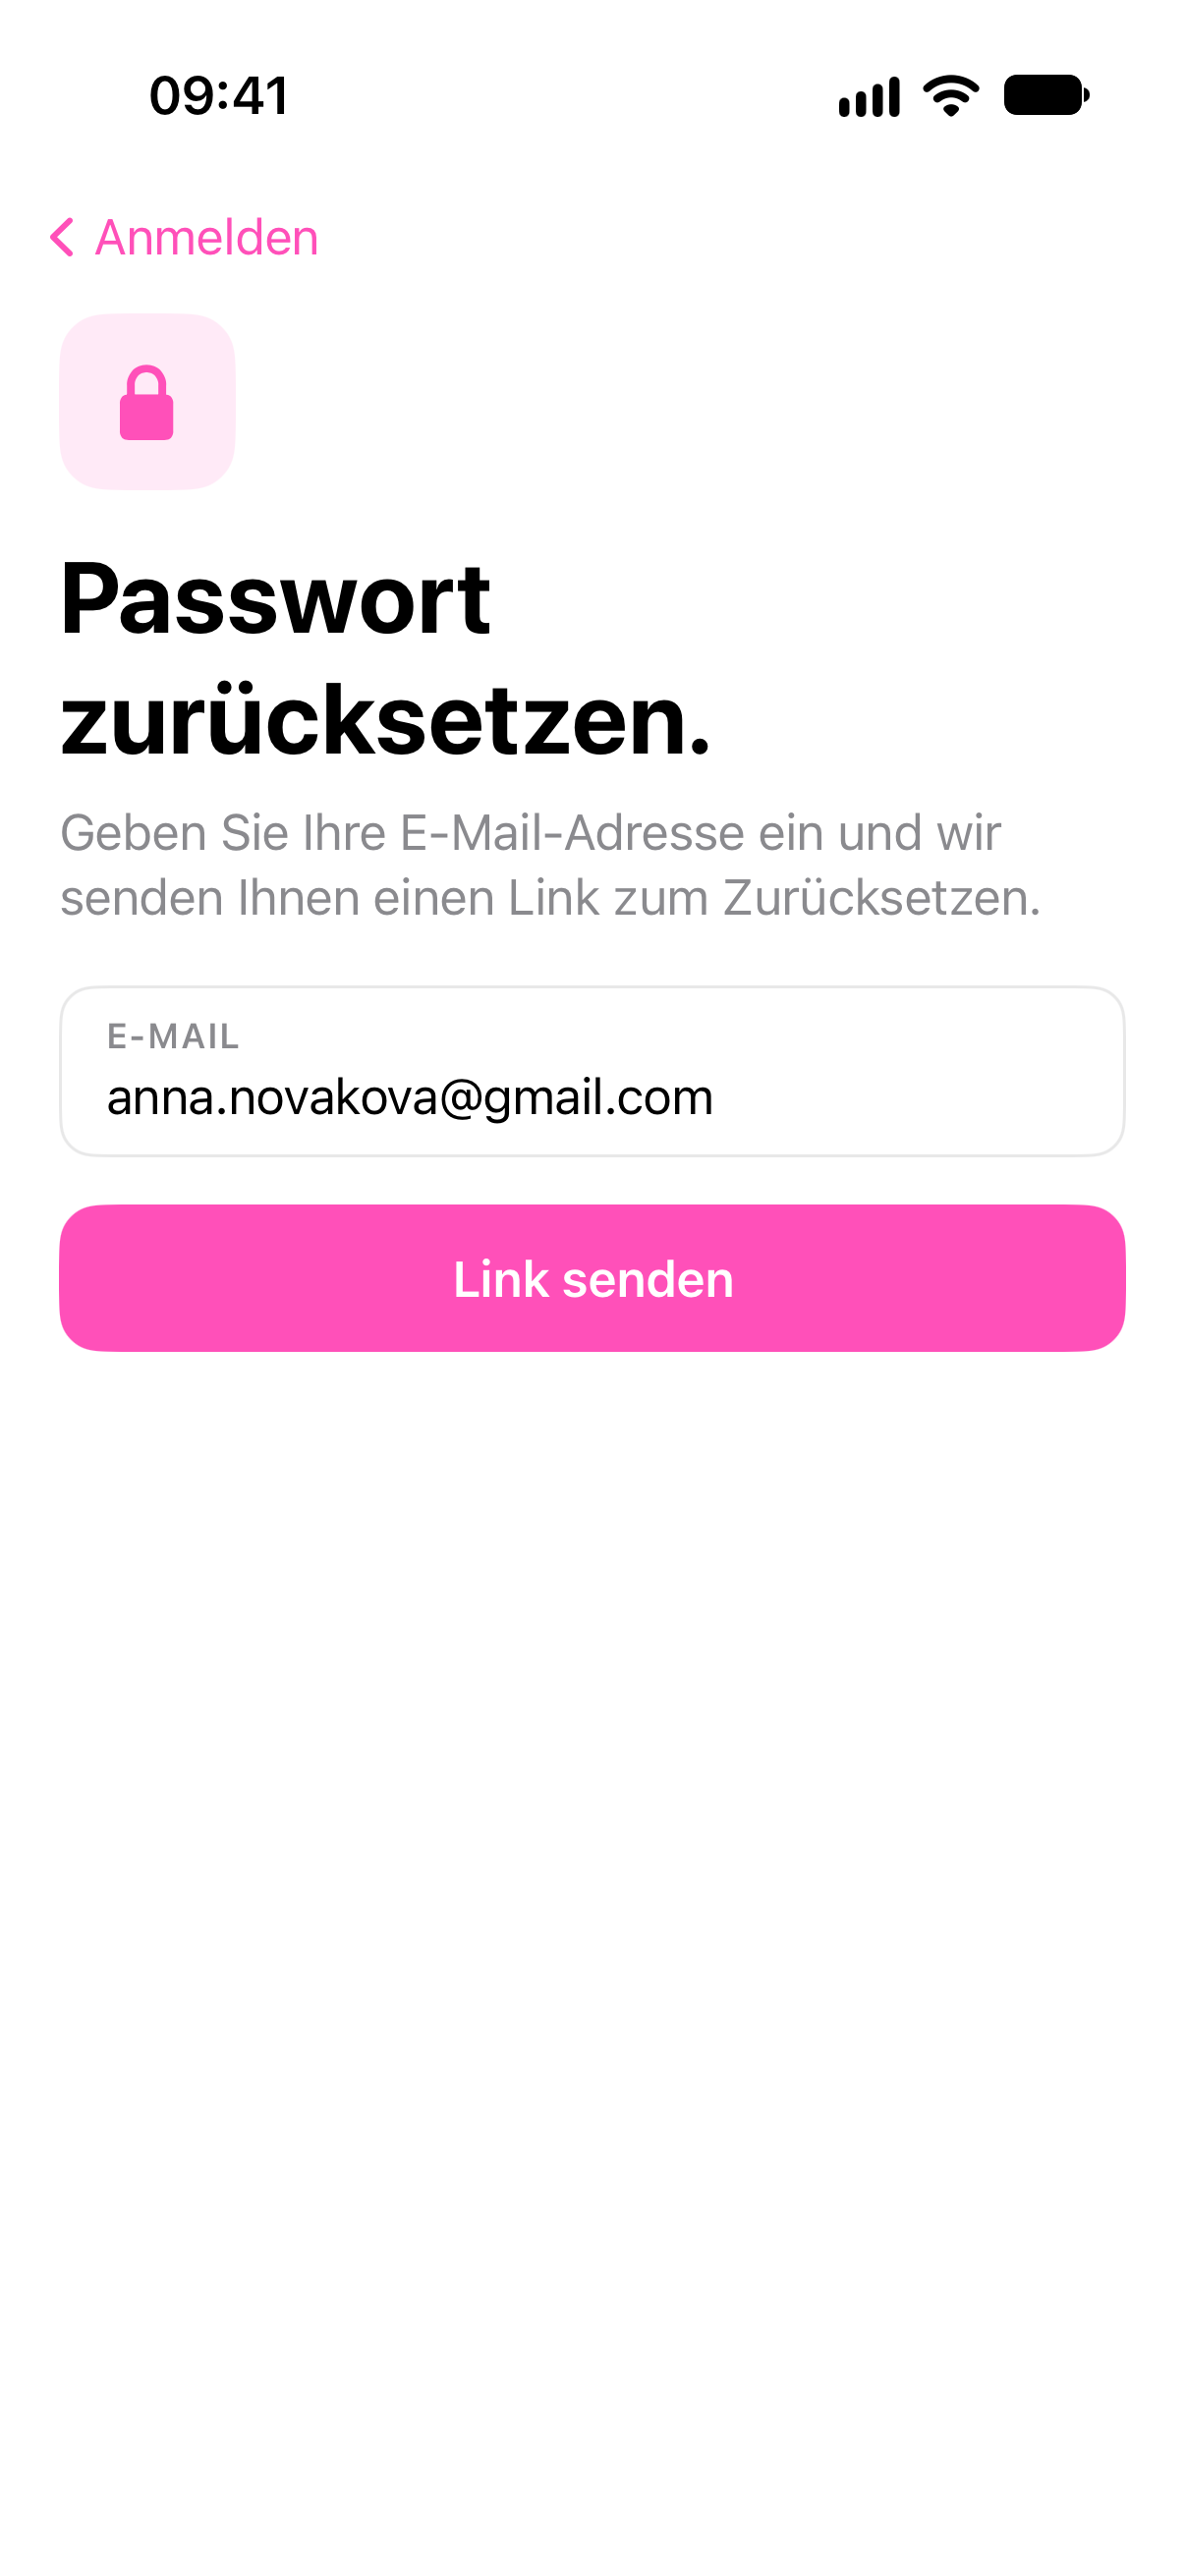 09:41
Anmelden
Passwort
zurücksetzen.
Geben Sie Ihre E-Mail-Adresse ein und wir
senden Ihnen einen Link zum Zurücksetzen.
E-MAIL
anna.novakova@gmail.com
Link senden